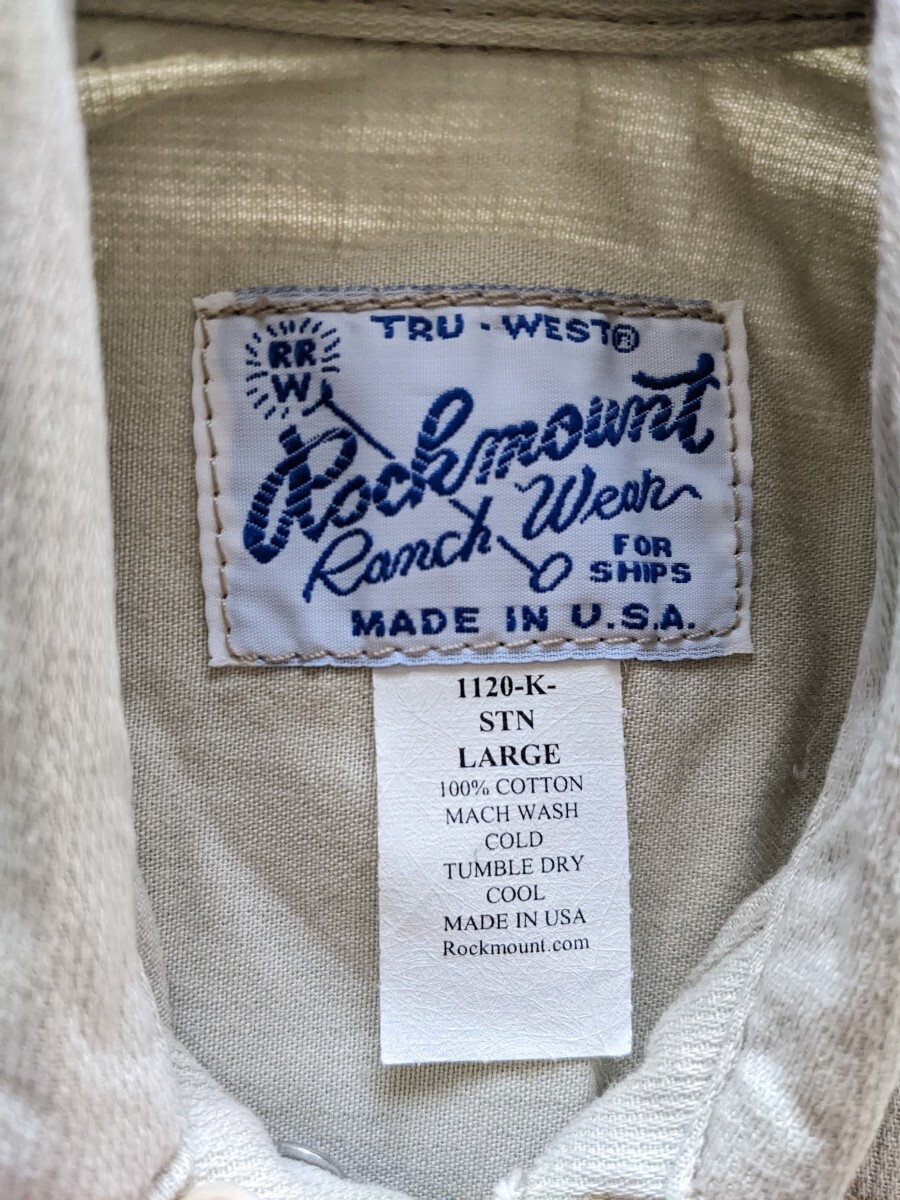 TRU-WEST®
RR
W
Rockmount
Ranch Wear
FOR
SHIPS
MADE IN U.S.A.
1120-K-
STN
LARGE
100% COTTON
MACH WASH
COLD
TUMBLE DRY
COOL
MADE IN USA
Rockmount.com